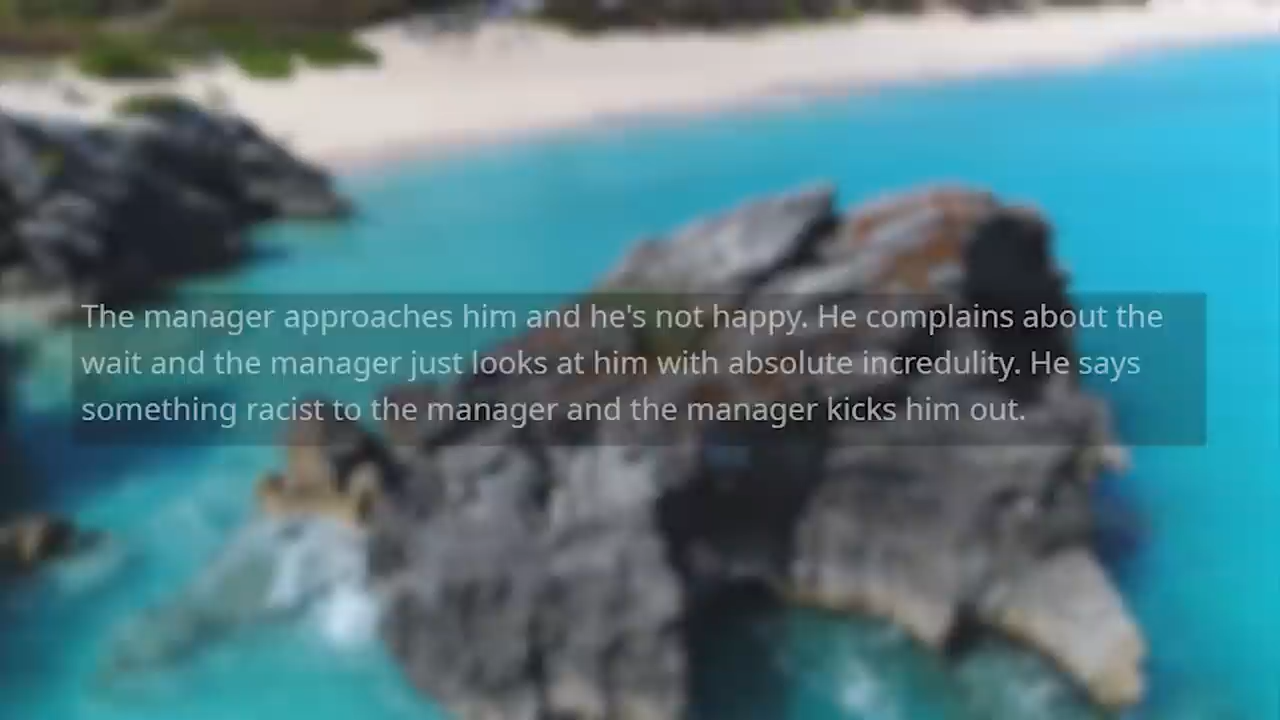 The manager approaches him and he's not happy. He complains about the
wait and the manager just looks at him with absolute incredulity. He says
something racist to the manager and the manager kicks him out.